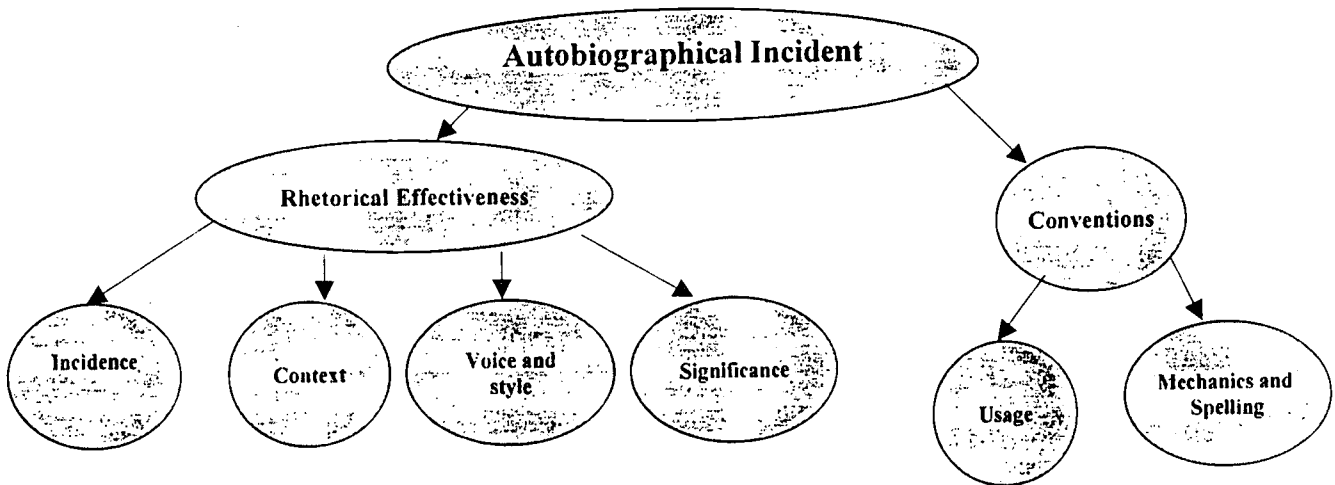 Autobiographical Incident
Rhetorical Effectiveness
Conventions
Incidence
Context
Voice and
style
Significance
Usage
Mechanics and
Spelling